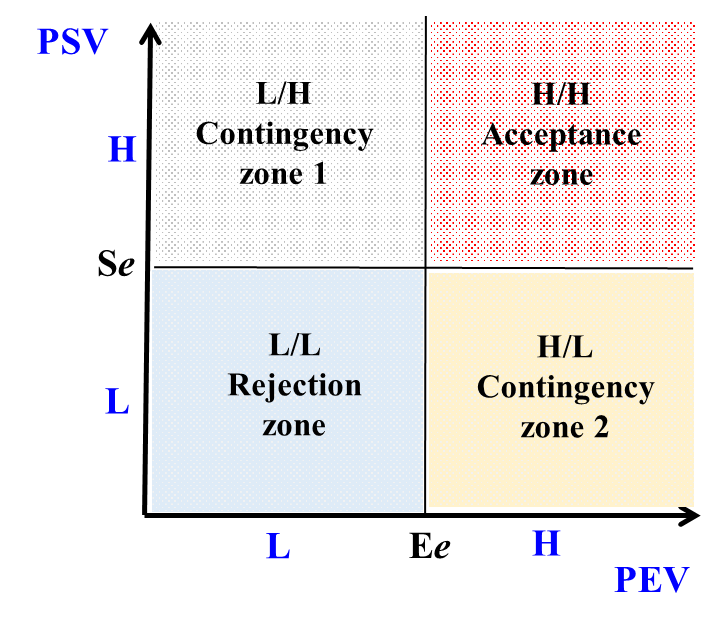 PSV
L/H
Contingency
zone 1
H/H
Acceptance
zone
H
Se
L/L
Rejection
zone
H/L
Contingency
zone 2
L
L
Ee
H
PEV